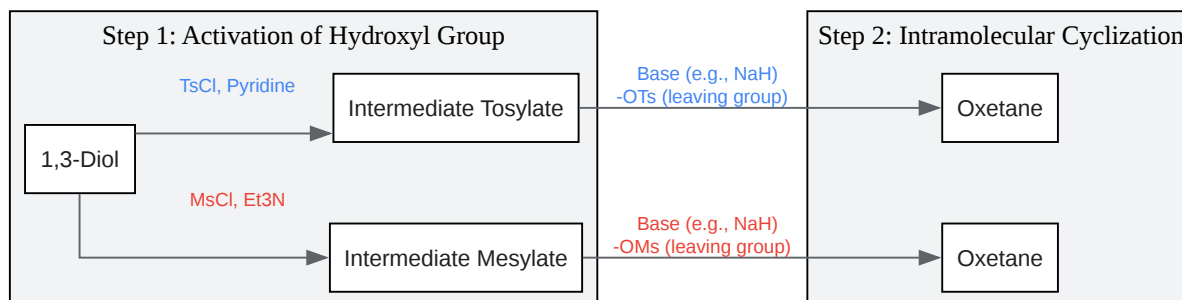 Step 1: Activation of Hydroxyl Group
Step 2: Intramolecular Cyclization
TsCl, Pyridine
Base (e.g., NaH)
-OTs (leaving group)
Intermediate Tosylate
Oxetane
1,3-Diol
MsCl, Et3N
Base (e.g., NaH)
-OMs (leaving group)
Intermediate Mesylate
Oxetane